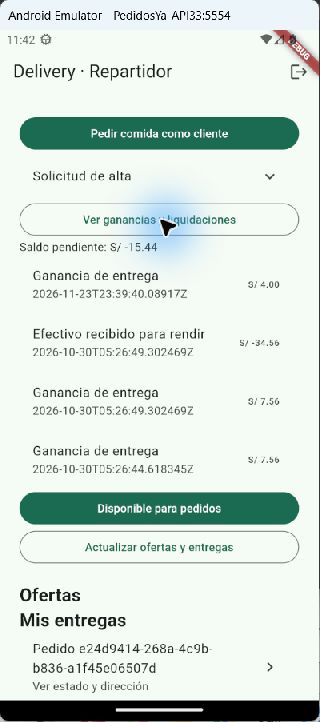 Android Emulator - PedidosYa-API33:5554
11:42
DEBUG
Delivery · Repartidor
Pedir comida como cliente
Solicitud de alta
Ver ganancias y liquidaciones
Saldo pendiente: S/ -15.44
Ganancia de entrega
S/ 4.00
2026-11-23T23:39:40.08917Z
Efectivo recibido para rendir
S/ -34.56
2026-10-30T05:26:49.302469Z
Ganancia de entrega
S/ 7.56
2026-10-30T05:26:49.302469Z
Ganancia de entrega
S/ 7.56
2026-10-30T05:26:44.618345Z
Disponible para pedidos
Actualizar ofertas y entregas
Ofertas
Mis entregas
Pedido e24d9414-268a-4c9b-
b836-a1f45e06507d
Ver estado y dirección